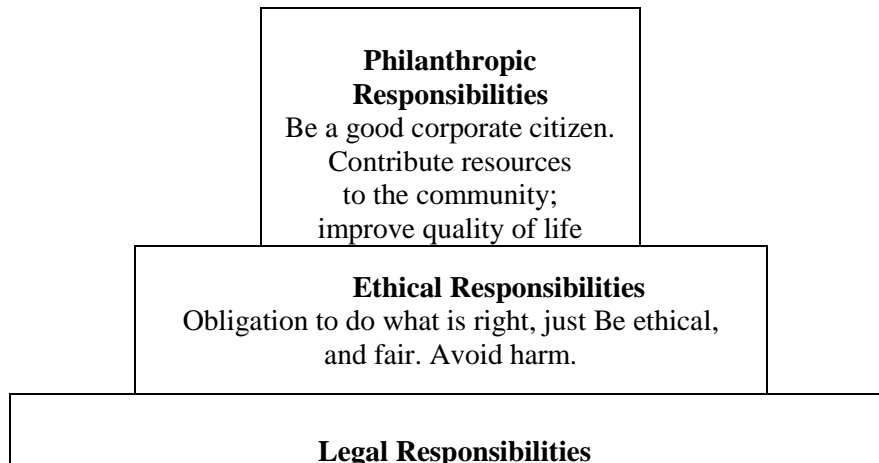 Philanthropic
Responsibilities
Be a good corporate citizen.
Contribute resources
to the community;
improve quality of life
Ethical Responsibilities
Obligation to do what is right, just Be ethical,
and fair. Avoid harm.
Legal Responsibilities